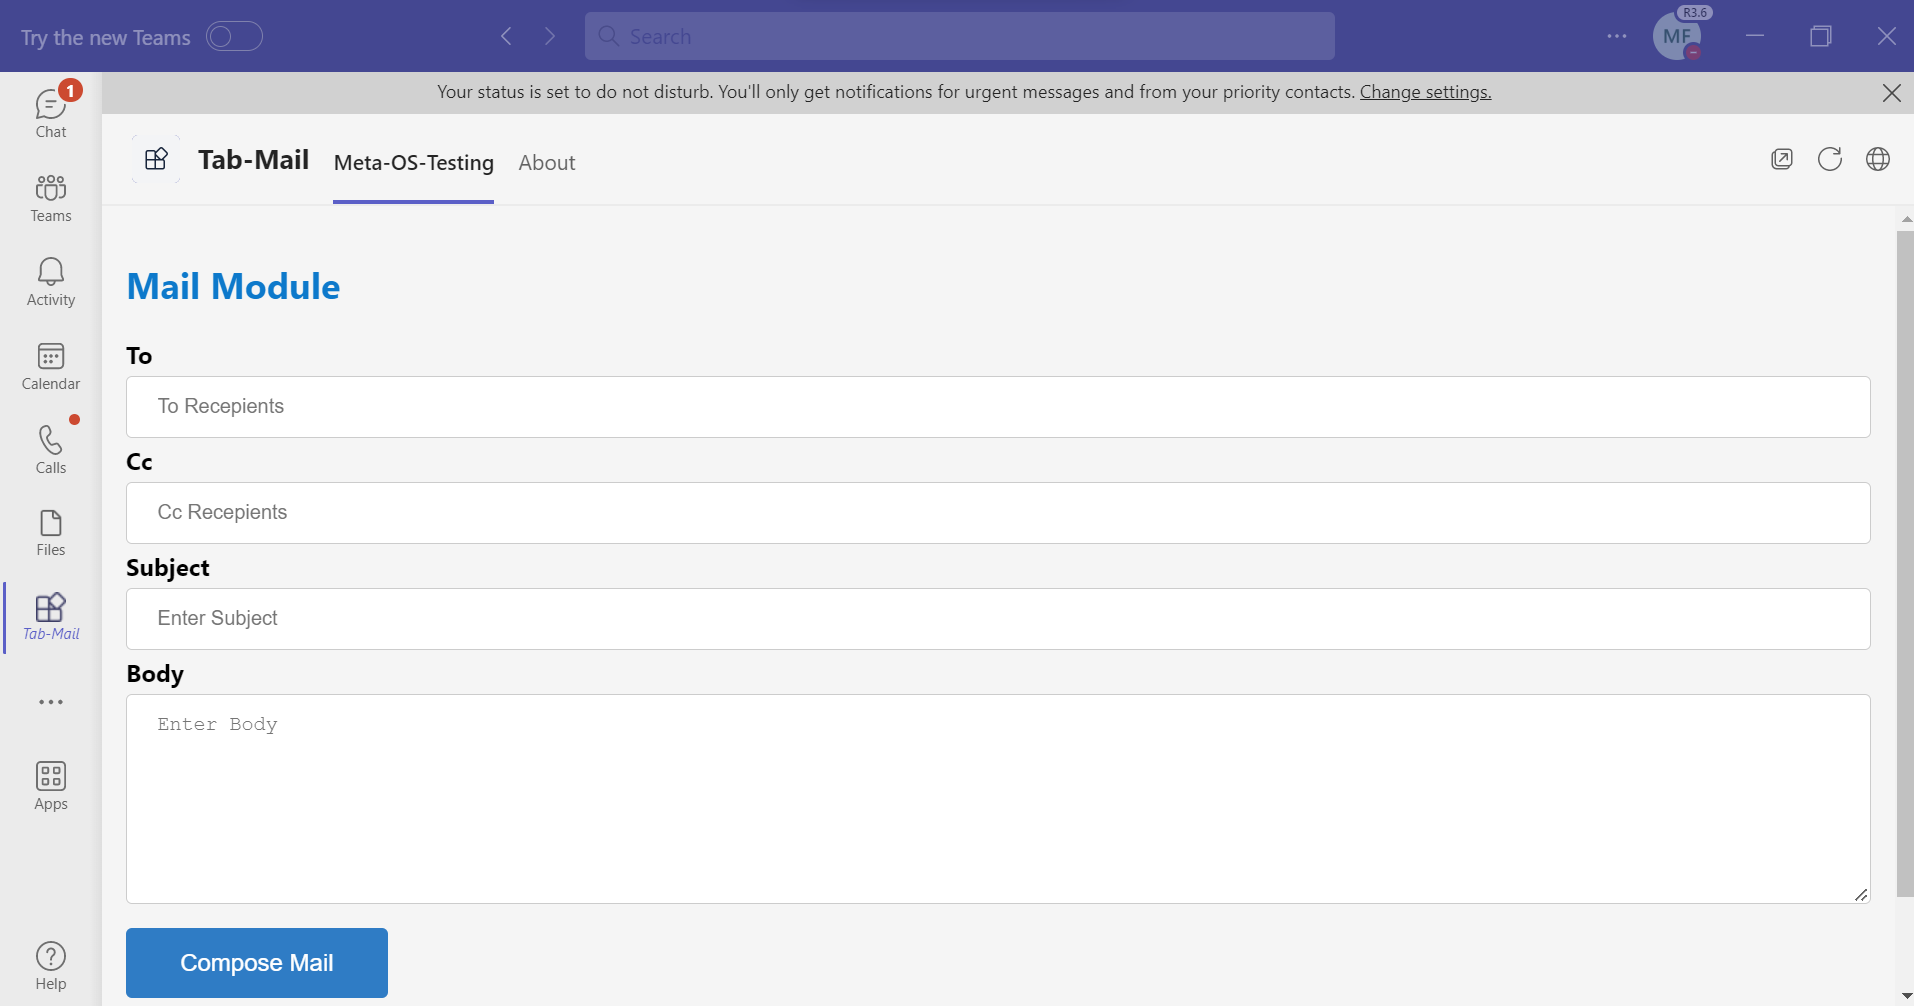 Try the new Teams
Search
R3.6
MF
1
Chat
Teams
Activity
Calendar
Calls
Files
Tab-Mail
Apps
Help
Your status is set to do not disturb. You'll only get notifications for urgent messages and from your priority contacts. Change settings.
Tab-Mail Meta-OS-Testing About
Mail Module
To
To Recepients
Cc
Cc Recepients
Subject
Enter Subject
Body
Enter Body
Compose Mail